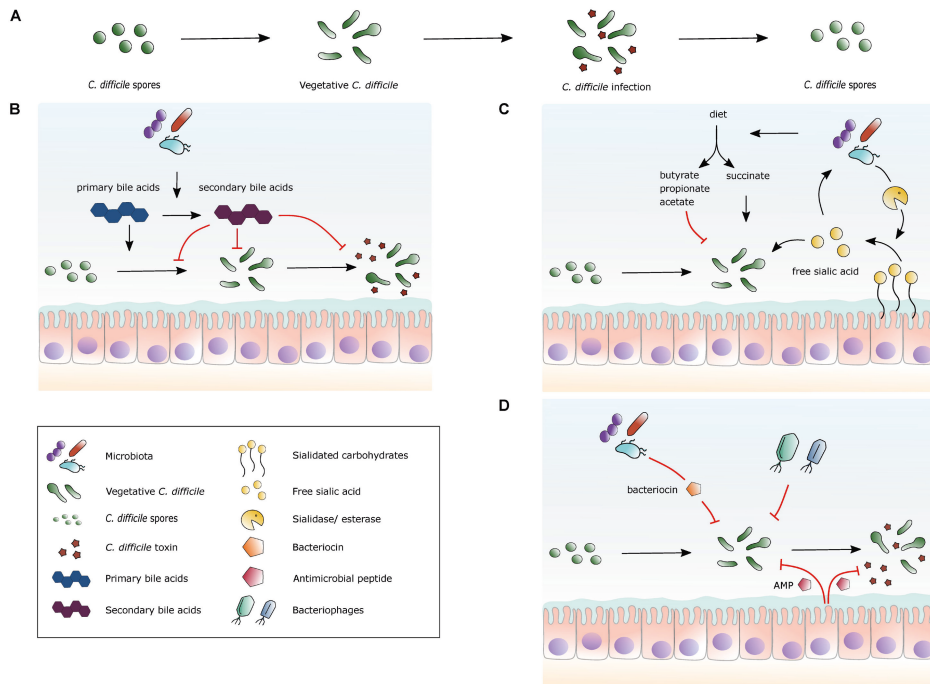 A
C. difficile spores
Vegetative C. difficile
C. difficile infection
C. difficile spores
B
primary bile acids
secondary bile acids
C
diet
butyrate
propionate
acetate
succinate
free sialic acid
Microbiota
Vegetative C. difficile
C. difficile spores
C. difficile toxin
Primary bile acids
Secondary bile acids
Sialidated carbohydrates
Free sialic acid
Sialidase/ esterase
Bacteriocin
Antimicrobial peptide
Bacteriophages
D
bacteriocin
AMP